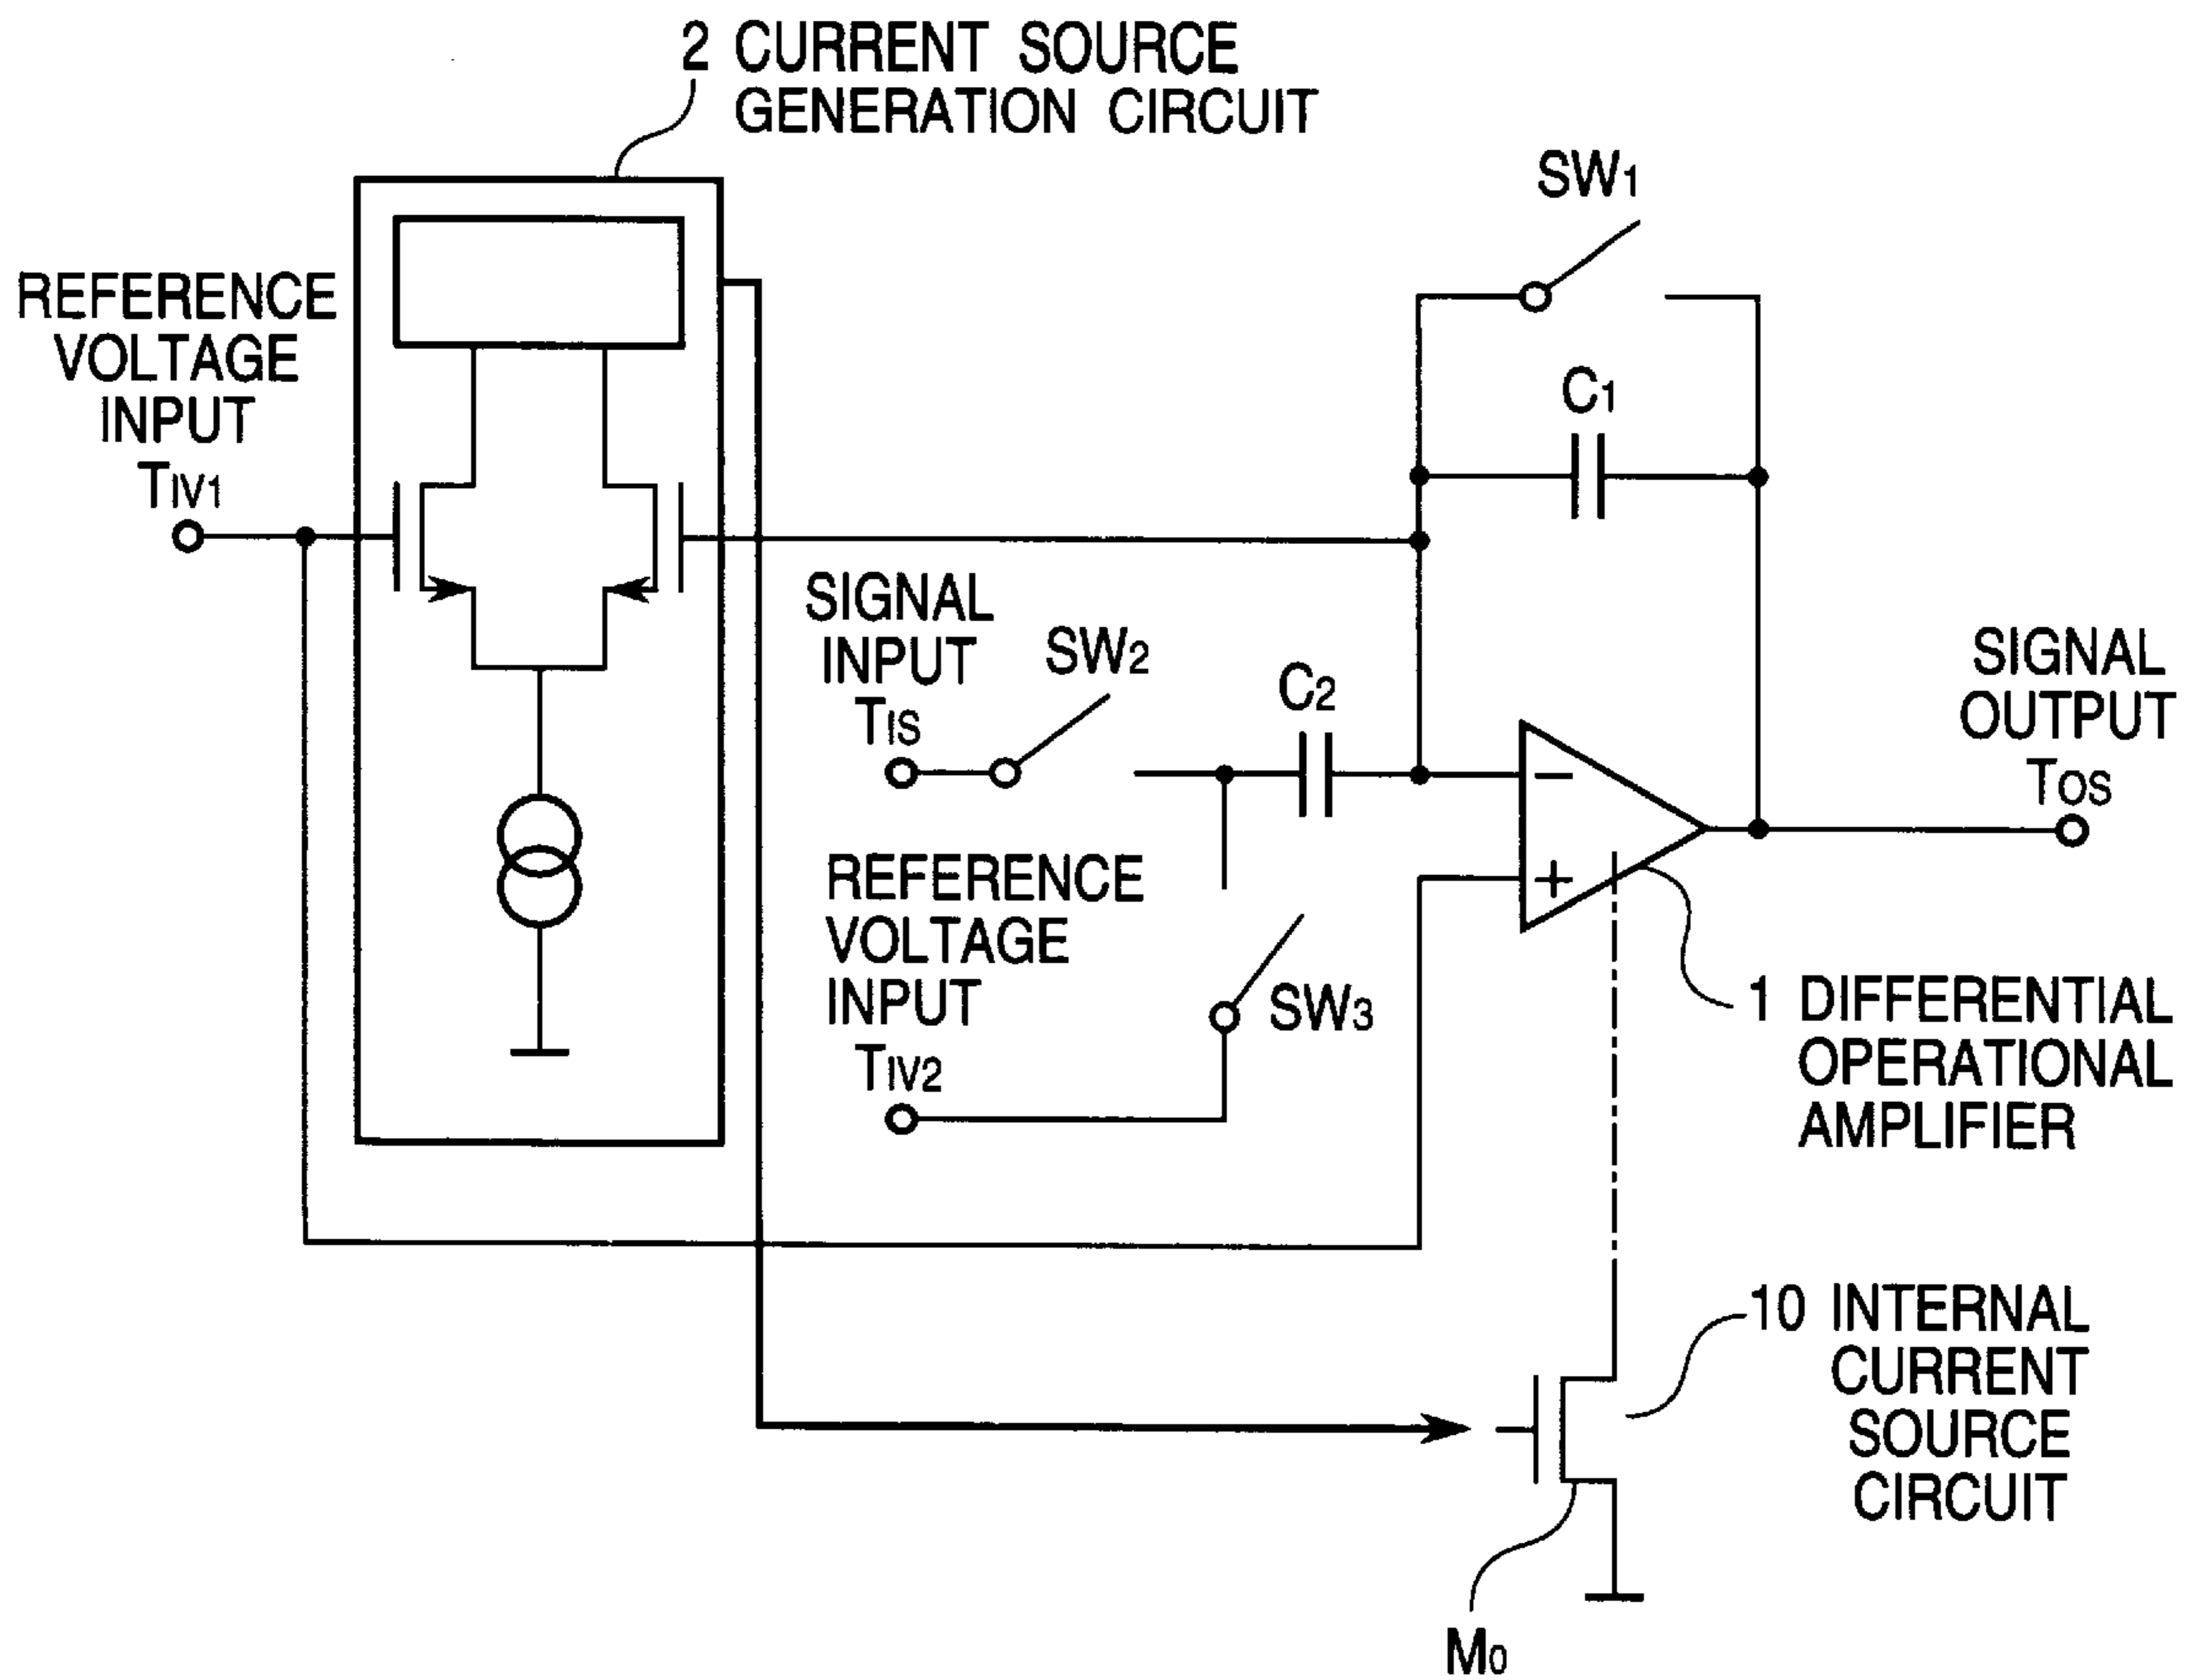 2 CURRENT SOURCE
GENERATION CIRCUIT
SW1
REFERENCE
VOLTAGE
INPUT
TIV1
C1
SIGNAL
INPUT
TIS
SW2
C2
SIGNAL
OUTPUT
TOS
−
+
REFERENCE
VOLTAGE
INPUT
TIV2
SW3
1 DIFFERENTIAL
OPERATIONAL
AMPLIFIER
10 INTERNAL
CURRENT
SOURCE
CIRCUIT
M0